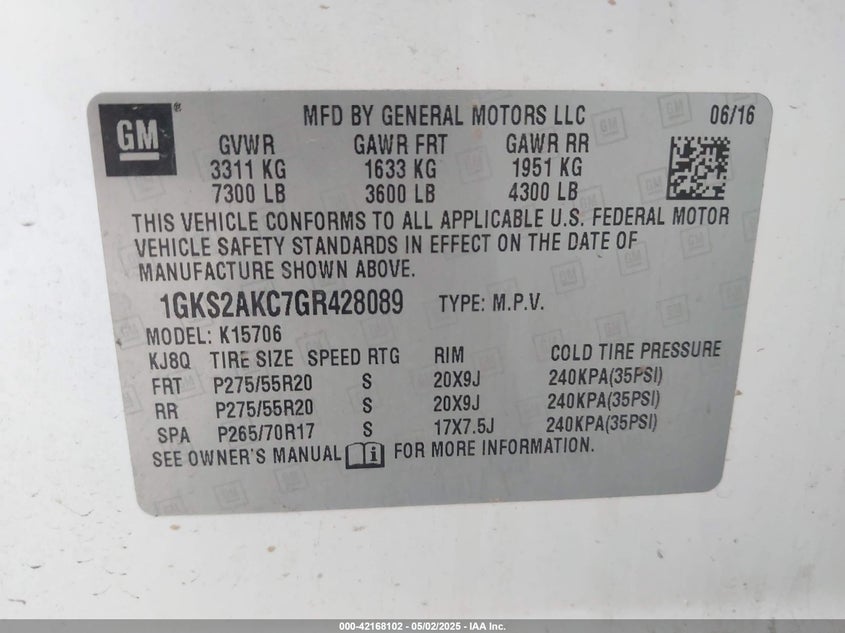 GM®
MFD BY GENERAL MOTORS LLC 06/16
GVWR GAWR FRT GAWR RR
3311 KG 1633 KG 1951 KG
7300 LB 3600 LB 4300 LB
THIS VEHICLE CONFORMS TO ALL APPLICABLE U.S. FEDERAL MOTOR
VEHICLE SAFETY STANDARDS IN EFFECT ON THE DATE OF
MANUFACTURE SHOWN ABOVE.
1GKS2AKC7GR428089 TYPE: M.P.V.
MODEL: K15706
KJ8Q TIRE SIZE SPEED RTG RIM COLD TIRE PRESSURE
FRT P275/55R20 S 20X9J 240KPA(35PSI)
RR P275/55R20 S 20X9J 240KPA(35PSI)
SPA P265/70R17 S 17X7.5J 240KPA(35PSI)
SEE OWNER'S MANUAL i FOR MORE INFORMATION.
000-42168102 - 05/02/2025 - IAA Inc.